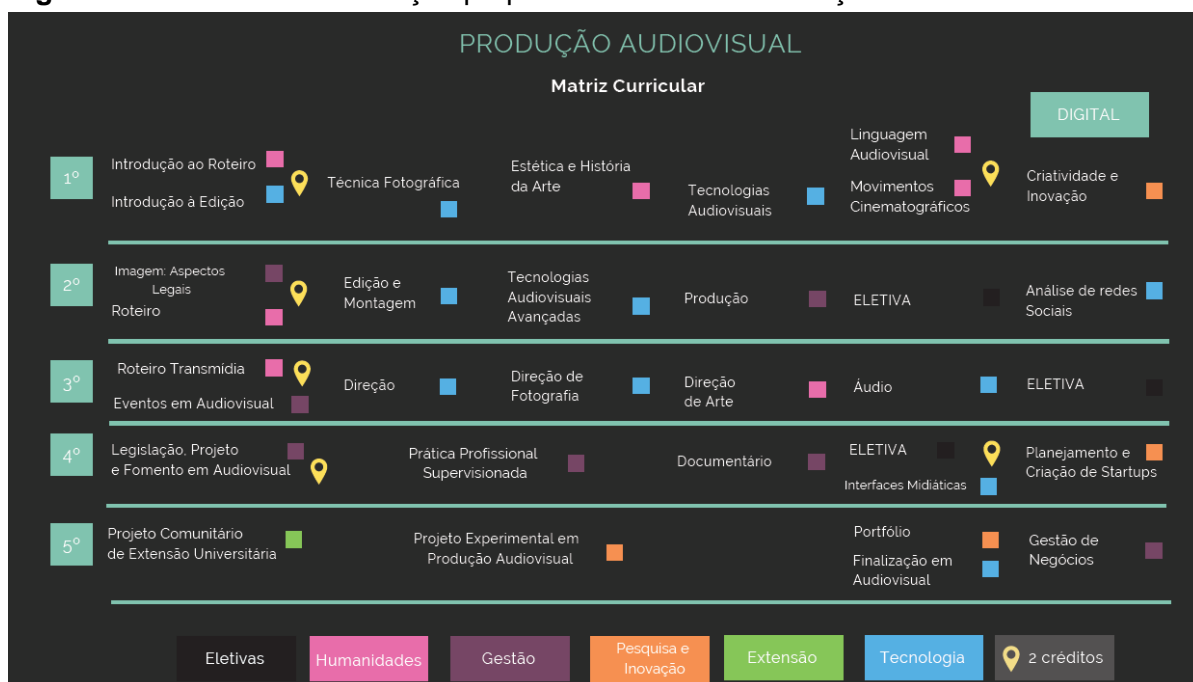 PRODUÇÃO AUDIOVISUAL
Matriz Curricular
DIGITAL
1º
Introdução ao Roteiro
Introdução à Edição
Técnica Fotográfica
Estética e História
da Arte
Tecnologias
Audiovisuais
Linguagem
Audiovisual
Movimentos
Cinematográficos
Criatividade e
Inovação
2º
Imagem: Aspectos
Legais
Roteiro
Edição e
Montagem
Tecnologias
Audiovisuais
Avançadas
Produção
ELETIVA
Análise de redes
Sociais
3º
Roteiro Transmídia
Eventos em Audiovisual
Direção
Direção de
Fotografia
Direção
de Arte
Áudio
ELETIVA
4º
Legislação, Projeto
e Fomento em Audiovisual
Prática Profissional
Supervisionada
Documentário
ELETIVA
Interfaces Midiáticas
Planejamento e
Criação de Startups
5º
Projeto Comunitário
de Extensão Universitária
Projeto Experimental em
Produção Audiovisual
Portfólio
Finalização em
Audiovisual
Gestão de
Negócios
Eletivas
Humanidades
Gestão
Pesquisa e
Inovação
Extensão
Tecnologia
2 créditos